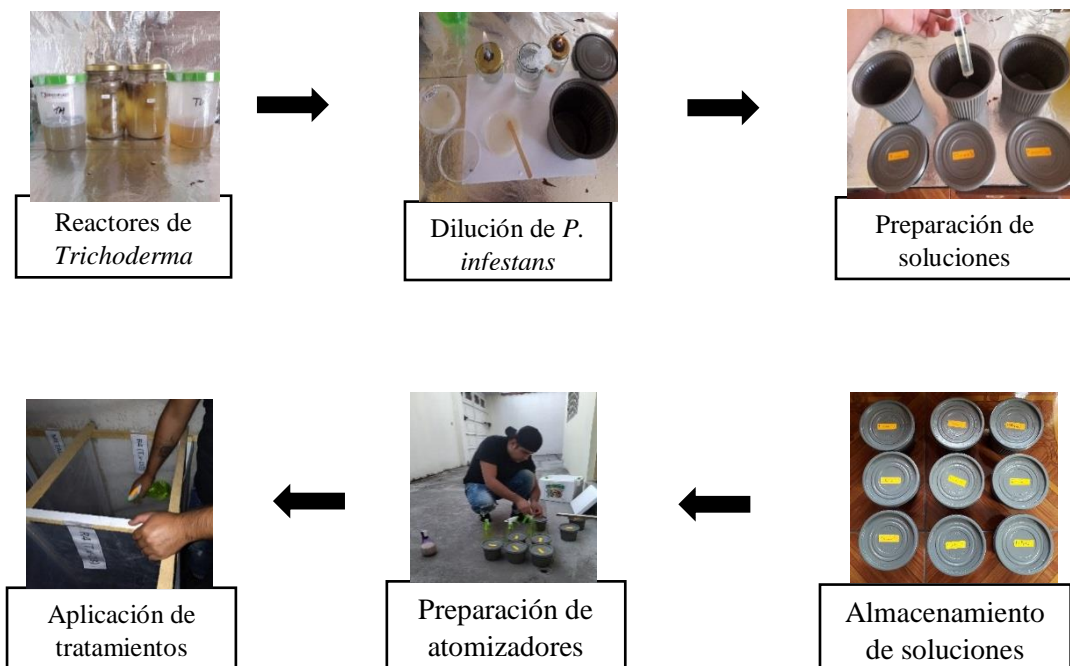 Reactores de
Trichoderma
Dilución de P.
infestans
Preparación de
soluciones
Aplicación de
tratamientos
Preparación de
atomizadores
Almacenamiento
de soluciones